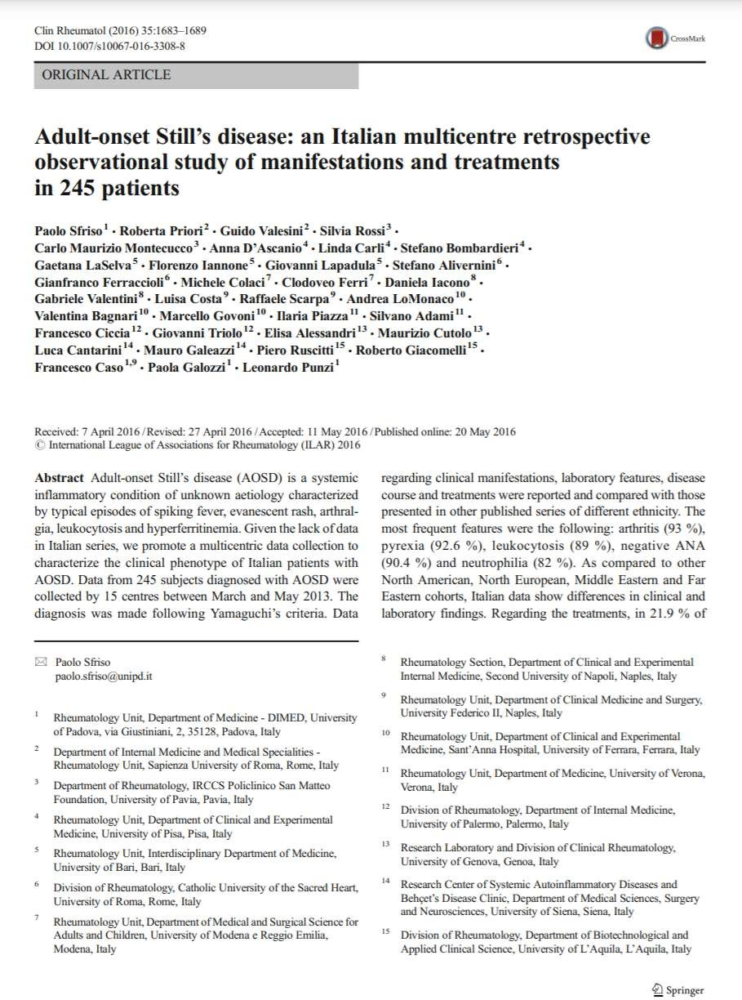 Clin Rheumatol (2016) 35:1683–1689
DOI 10.1007/s10067-016-3308-8
CrossMark
ORIGINAL ARTICLE
Adult-onset Still’s disease: an Italian multicentre retrospective
observational study of manifestations and treatments
in 245 patients
Paolo Sfriso1 · Roberta Priori2 · Guido Valesini2 · Silvia Rossi3 ·
Carlo Maurizio Montecucco3 · Anna D’Ascanio4 · Linda Carli4 · Stefano Bombardieri4 ·
Gaetana LaSelva5 · Florenzo Iannone5 · Giovanni Lapadula5 · Stefano Alivernini6 ·
Gianfranco Ferraccioli6 · Michele Colaci7 · Clodoveo Ferri7 · Daniela Iacono8 ·
Gabriele Valentini8 · Luisa Costa9 · Raffaele Scarpa9 · Andrea LoMonaco10 ·
Valentina Bagnari10 · Marcello Govoni10 · Ilaria Piazza11 · Silvano Adami11 ·
Francesco Ciccia12 · Giovanni Triolo12 · Elisa Alessandri13 · Maurizio Cutolo13 ·
Luca Cantarini14 · Mauro Galeazzi14 · Piero Ruscitti15 · Roberto Giacomelli15 ·
Francesco Caso1,9 · Paola Galozzi1 · Leonardo Punzi1
Received: 7 April 2016 / Revised: 27 April 2016 / Accepted: 11 May 2016 / Published online: 20 May 2016
© International League of Associations for Rheumatology (ILAR) 2016
Abstract Adult-onset Still’s disease (AOSD) is a systemic
inflammatory condition of unknown aetiology characterized
by typical episodes of spiking fever, evanescent rash, arthral-
gia, leukocytosis and hyperferritinemia. Given the lack of data
in Italian series, we promote a multicentric data collection to
characterize the clinical phenotype of Italian patients with
AOSD. Data from 245 subjects diagnosed with AOSD were
collected by 15 centres between March and May 2013. The
diagnosis was made following Yamaguchi’s criteria. Data
regarding clinical manifestations, laboratory features, disease
course and treatments were reported and compared with those
presented in other published series of different ethnicity. The
most frequent features were the following: arthritis (93 %),
pyrexia (92.6 %), leukocytosis (89 %), negative ANA
(90.4 %) and neutrophilia (82 %). As compared to other
North American, North European, Middle Eastern and Far
Eastern cohorts, Italian data show differences in clinical and
laboratory findings. Regarding the treatments, in 21.9 % of
Paolo Sfriso
paolo.sfriso@unipd.it
1 Rheumatology Unit, Department of Medicine - DIMED, University
of Padova, via Giustiniani, 2, 35128, Padova, Italy
2 Department of Internal Medicine and Medical Specialities -
Rheumatology Unit, Sapienza University of Roma, Rome, Italy
3 Department of Rheumatology, IRCCS Policlinico San Matteo
Foundation, University of Pavia, Pavia, Italy
4 Rheumatology Unit, Department of Clinical and Experimental
Medicine, University of Pisa, Pisa, Italy
5 Rheumatology Unit, Interdisciplinary Department of Medicine,
University of Bari, Bari, Italy
6 Division of Rheumatology, Catholic University of the Sacred Heart,
University of Roma, Rome, Italy
7 Rheumatology Unit, Department of Medical and Surgical Science for
Adults and Children, University of Modena e Reggio Emilia,
Modena, Italy
8 Rheumatology Section, Department of Clinical and Experimental
Internal Medicine, Second University of Napoli, Naples, Italy
9 Rheumatology Unit, Department of Clinical Medicine and Surgery,
University Federico II, Naples, Italy
10 Rheumatology Unit, Department of Clinical and Experimental
Medicine, Sant’Anna Hospital, University of Ferrara, Ferrara, Italy
11 Rheumatology Unit, Department of Medicine, University of Verona,
Verona, Italy
12 Division of Rheumatology, Department of Internal Medicine,
University of Palermo, Palermo, Italy
13 Research Laboratory and Division of Clinical Rheumatology,
University of Genova, Genoa, Italy
14 Research Center of Systemic Autoinflammatory Diseases and
Behçet’s Disease Clinic, Department of Medical Sciences, Surgery
and Neurosciences, University of Siena, Siena, Italy
15 Division of Rheumatology, Department of Biotechnological and
Applied Clinical Science, University of L’Aquila, L’Aquila, Italy
Springer